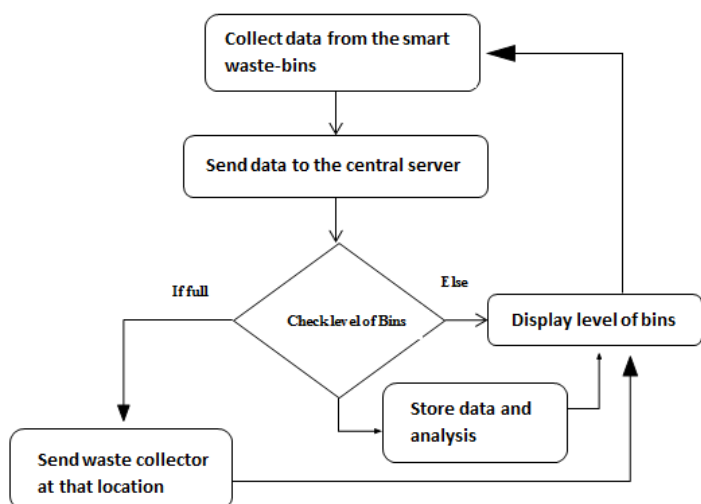 Collect data from the smart
waste-bins
Send data to the central server
If full
Else
Check level of Bins
Display level of bins
Store data and
analysis
Send waste collector
at that location